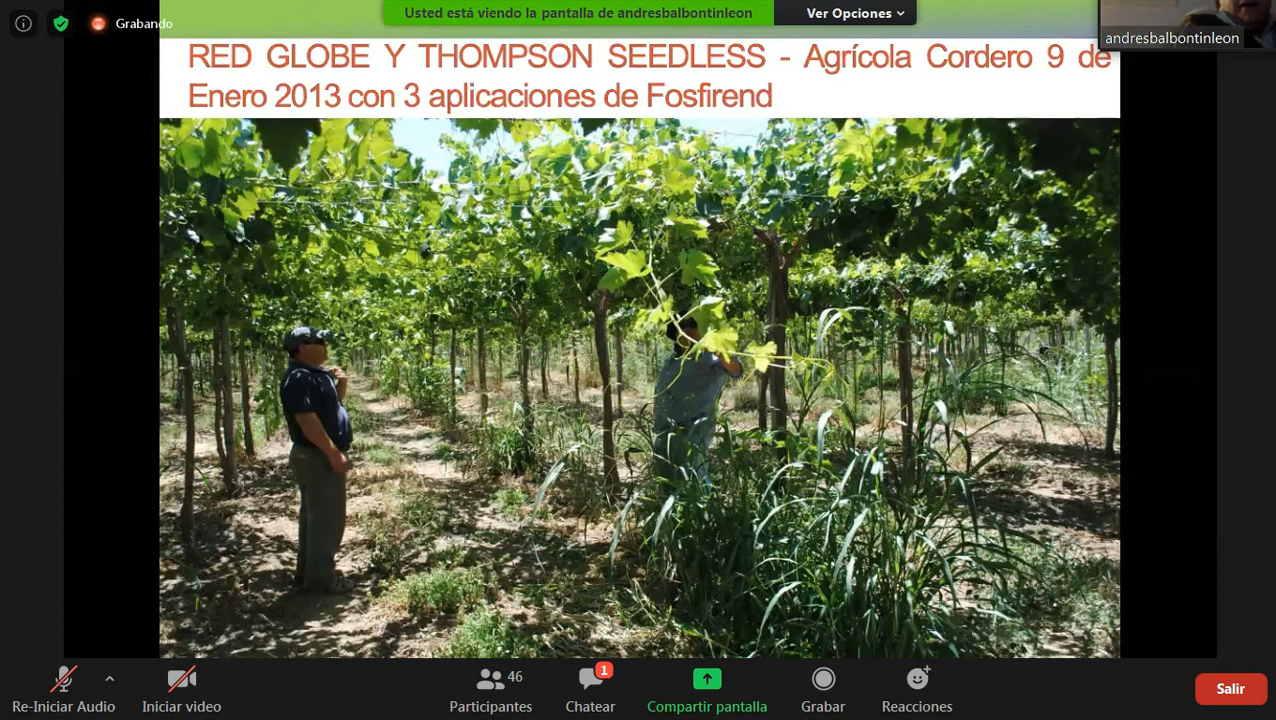 Grabando
Usted está viendo la pantalla de andresbalbontinleon
Ver Opciones
andresbalbontinleon
RED GLOBE Y THOMPSON SEEDLESS - Agrícola Cordero 9 de
Enero 2013 con 3 aplicaciones de Fosfirend
46
1
Re-Iniciar Audio
Iniciar video
Participantes
Chatear
Compartir pantalla
Grabar
Reacciones
Salir